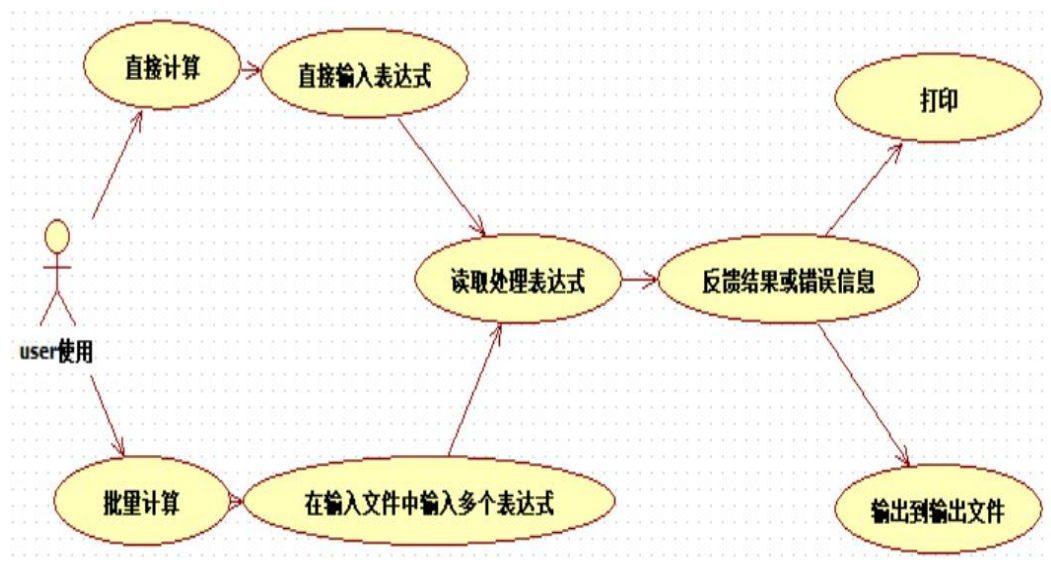 直接计算
直接输入表达式
打印
读取处理表达式
反馈结果或错误信息
user使用
批里计算
在输入文件中输入多个表达式
输出到输出文件